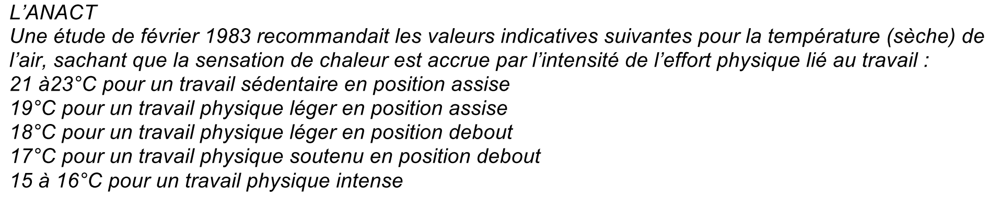 L’ANACT
Une étude de février 1983 recommandait les valeurs indicatives suivantes pour la température (sèche) de
l’air, sachant que la sensation de chaleur est accrue par l’intensité de l’effort physique lié au travail :
21 à23°C pour un travail sédentaire en position assise
19°C pour un travail physique léger en position assise
18°C pour un travail physique léger en position debout
17°C pour un travail physique soutenu en position debout
15 à 16°C pour un travail physique intense